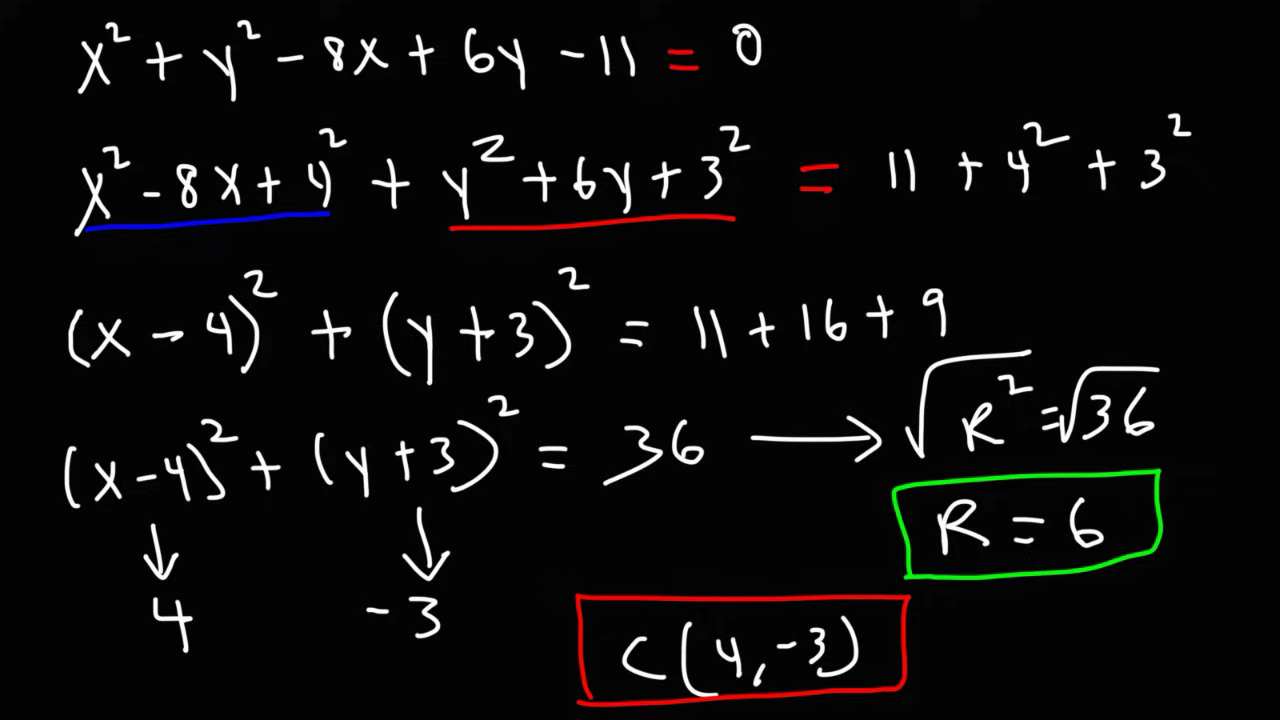 x² + y² - 8x + 6y - 11 = 0
x² - 8x + 4² + y² + 6y + 3² = 11 + 4² + 3²
(x - 4)² + (y + 3)² = 11 + 16 + 9
(x - 4)² + (y + 3)² = 36 → √R² = √36
R = 6
↓ ↓
4 -3
C(4, -3)